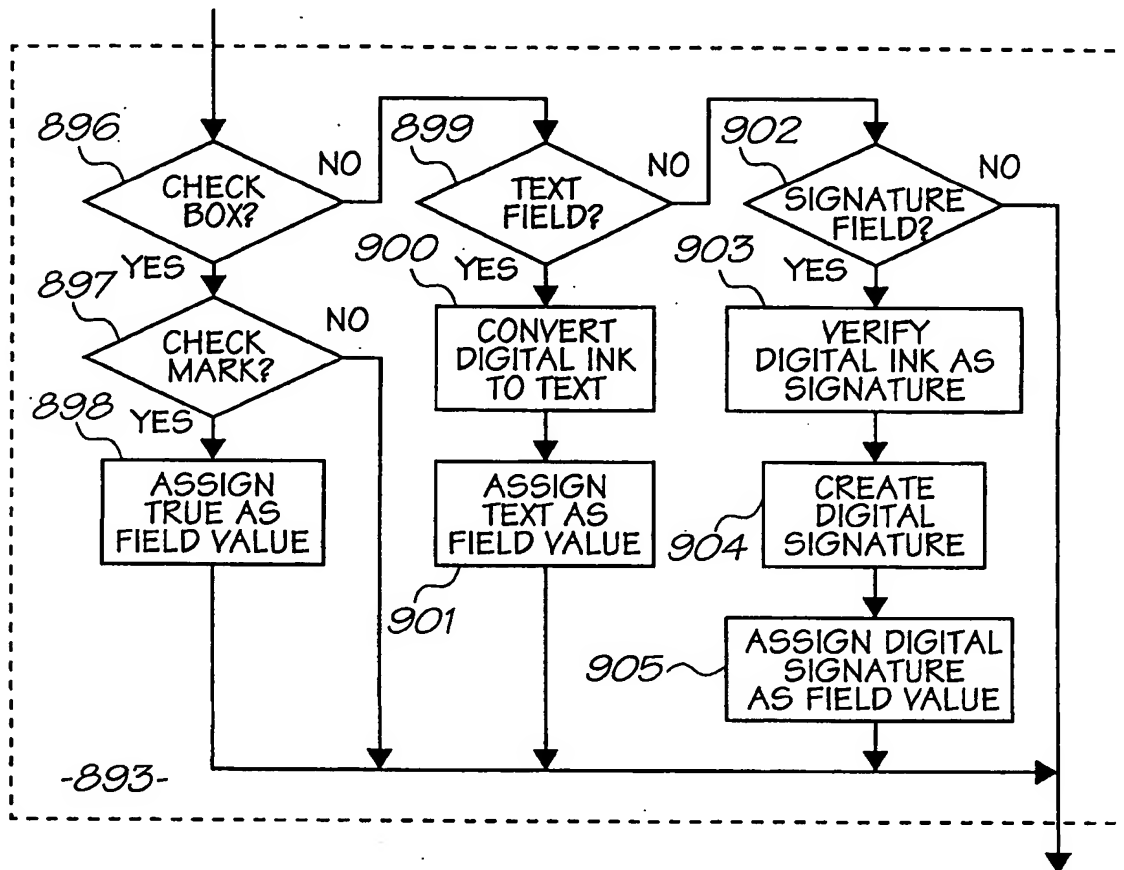 896
CHECK
BOX?
NO
YES
897
CHECK
MARK?
NO
YES
898
ASSIGN
TRUE AS
FIELD VALUE
899
TEXT
FIELD?
NO
YES
900
CONVERT
DIGITAL INK
TO TEXT
ASSIGN
TEXT AS
FIELD VALUE
901
902
SIGNATURE
FIELD?
NO
YES
903
VERIFY
DIGITAL INK AS
SIGNATURE
CREATE
DIGITAL
SIGNATURE
904
905
ASSIGN DIGITAL
SIGNATURE
AS FIELD VALUE
-893-